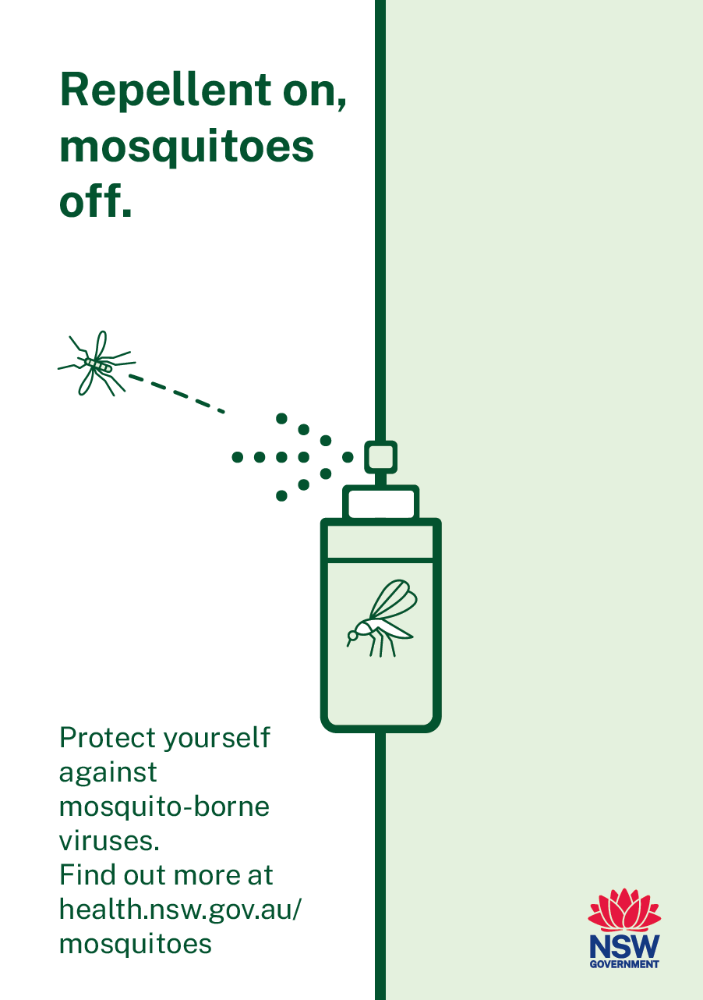 Repellent on,
mosquitoes
off.
Protect yourself
against
mosquito-borne
viruses.
Find out more at
health.nsw.gov.au/
mosquitoes
NSW
GOVERNMENT